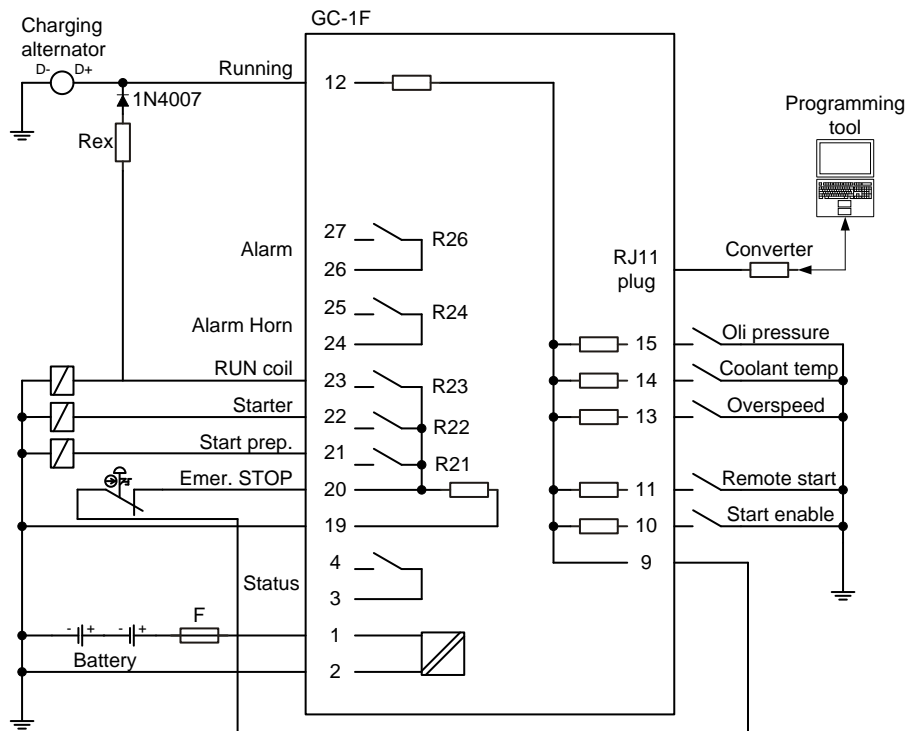 GC-1F
Charging
alternator
D- D+
Running
12
1N4007
Rex
Programming
tool
27
R26
Alarm
26
Converter
RJ11
plug
25
R24
Alarm Horn
24
15
Oli pressure
RUN coil
23
R23
14
Coolant temp
Starter
22
R22
13
Overspeed
Start prep.
21
R21
Emer. STOP
20
11
Remote start
19
10
Start enable
4
9
Status
3
F
- + - +
1
Battery
2